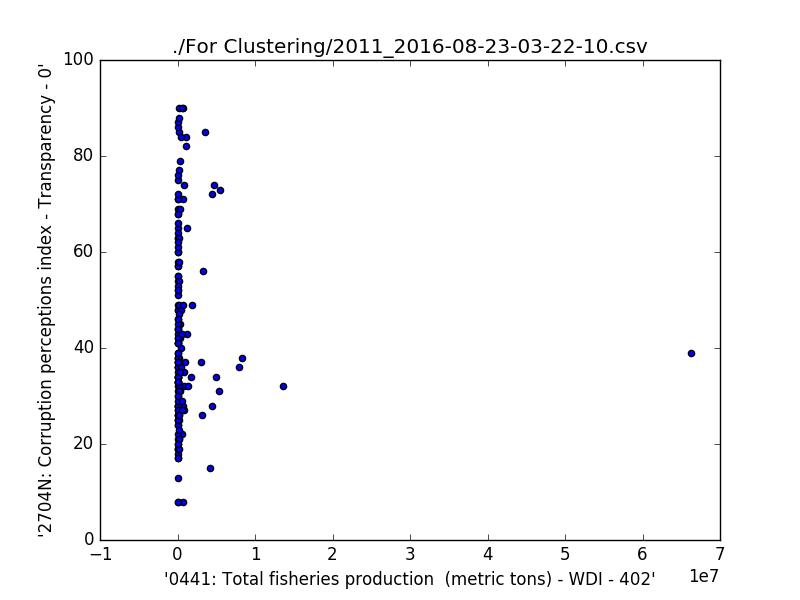 ./For Clustering/2011_2016-08-23-03-22-10.csv
'2704N: Corruption perceptions index - Transparency - 0'
100
80
60
40
20
0
−1 0 1 2 3 4 5 6 7
1e7
'0441: Total fisheries production  (metric tons) - WDI - 402'